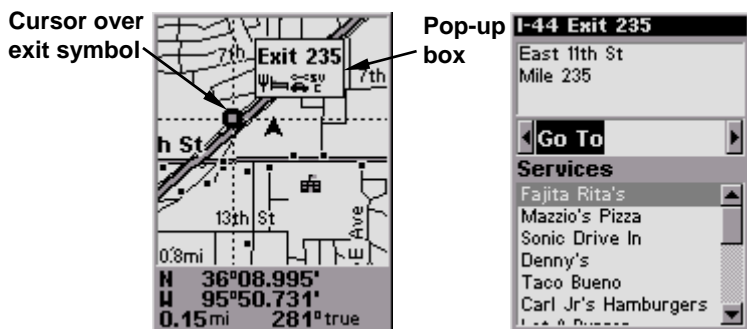 Cursor over
exit symbol
7th
Exit 235
SV
C
7th
h St
13th St
E Ave
0.8mi
N 36°08.995'
W 95°50.731'
0.15mi 281° true
Pop-up
box
I-44 Exit 235
East 11th St
Mile 235
Go To
Services
Fajita Rita's
Mazzio's Pizza
Sonic Drive In
Denny's
Taco Bueno
Carl Jr's Hamburgers